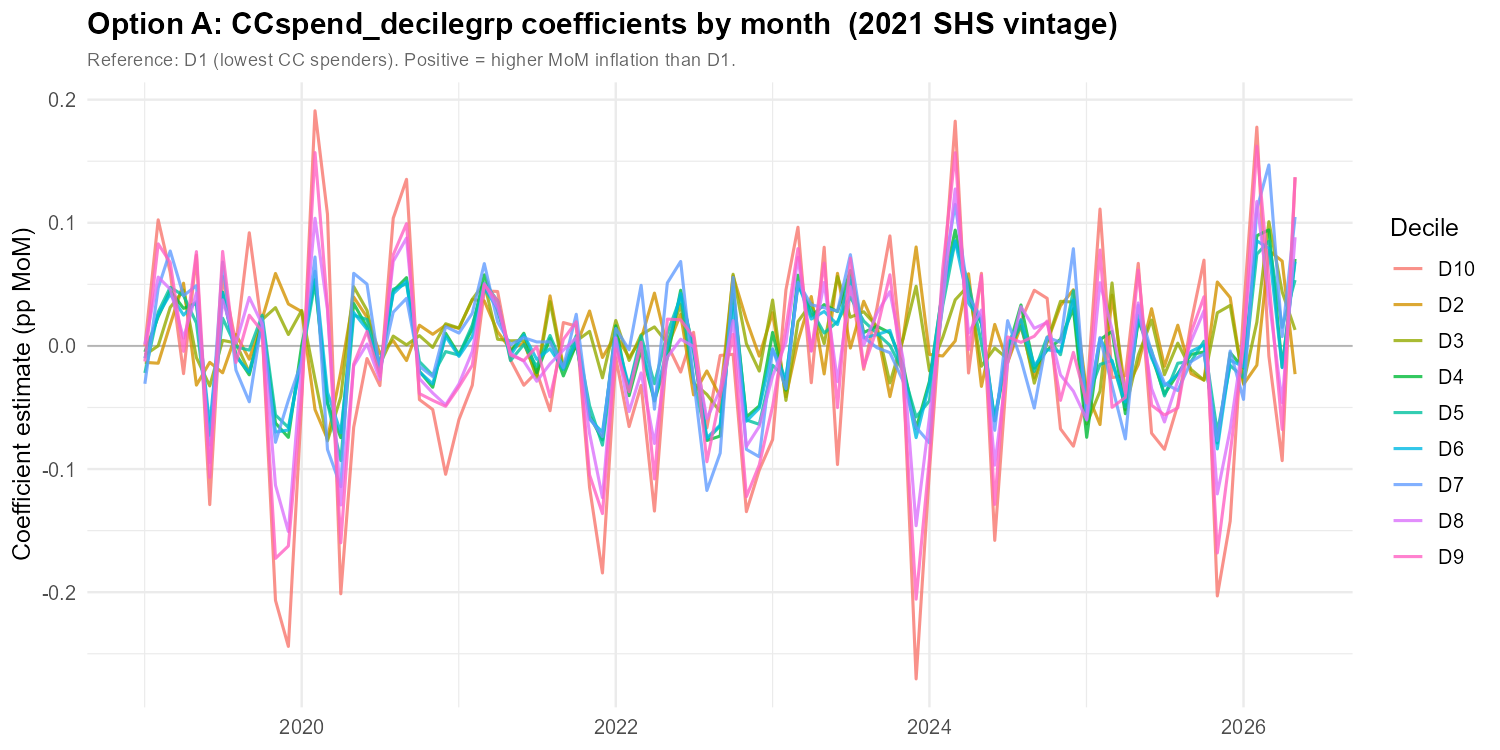 Option A: CCspend_decilegrp coefficients by month  (2021 SHS vintage)
Reference: D1 (lowest CC spenders). Positive = higher MoM inflation than D1.
Coefficient estimate (pp MoM)
0.2
0.1
0.0
-0.1
-0.2
2020
2022
2024
2026
Decile
D10
D2
D3
D4
D5
D6
D7
D8
D9